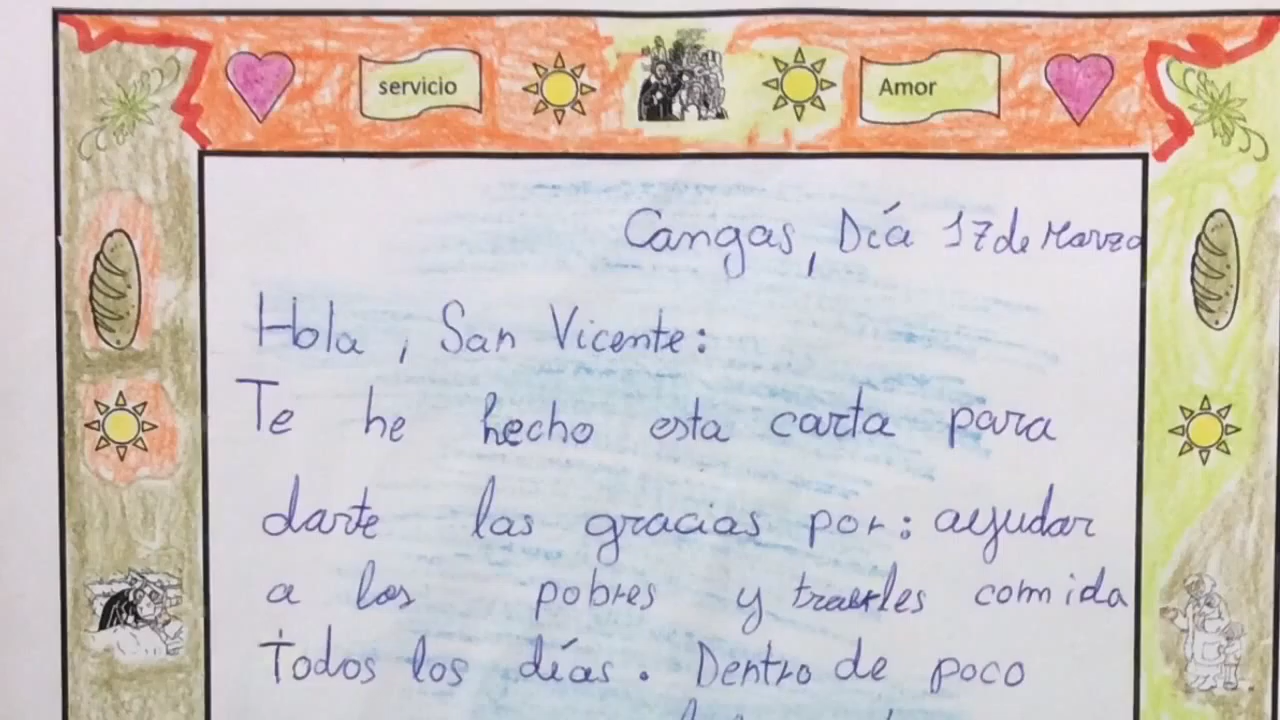 servicio Amor
Cangas, Día 17 de Marzo
Hola, San Vicente:
Te he hecho esta carta para
darte las gracias por: ayudar
a los pobres y traerles comida
Todos los días. Dentro de poco